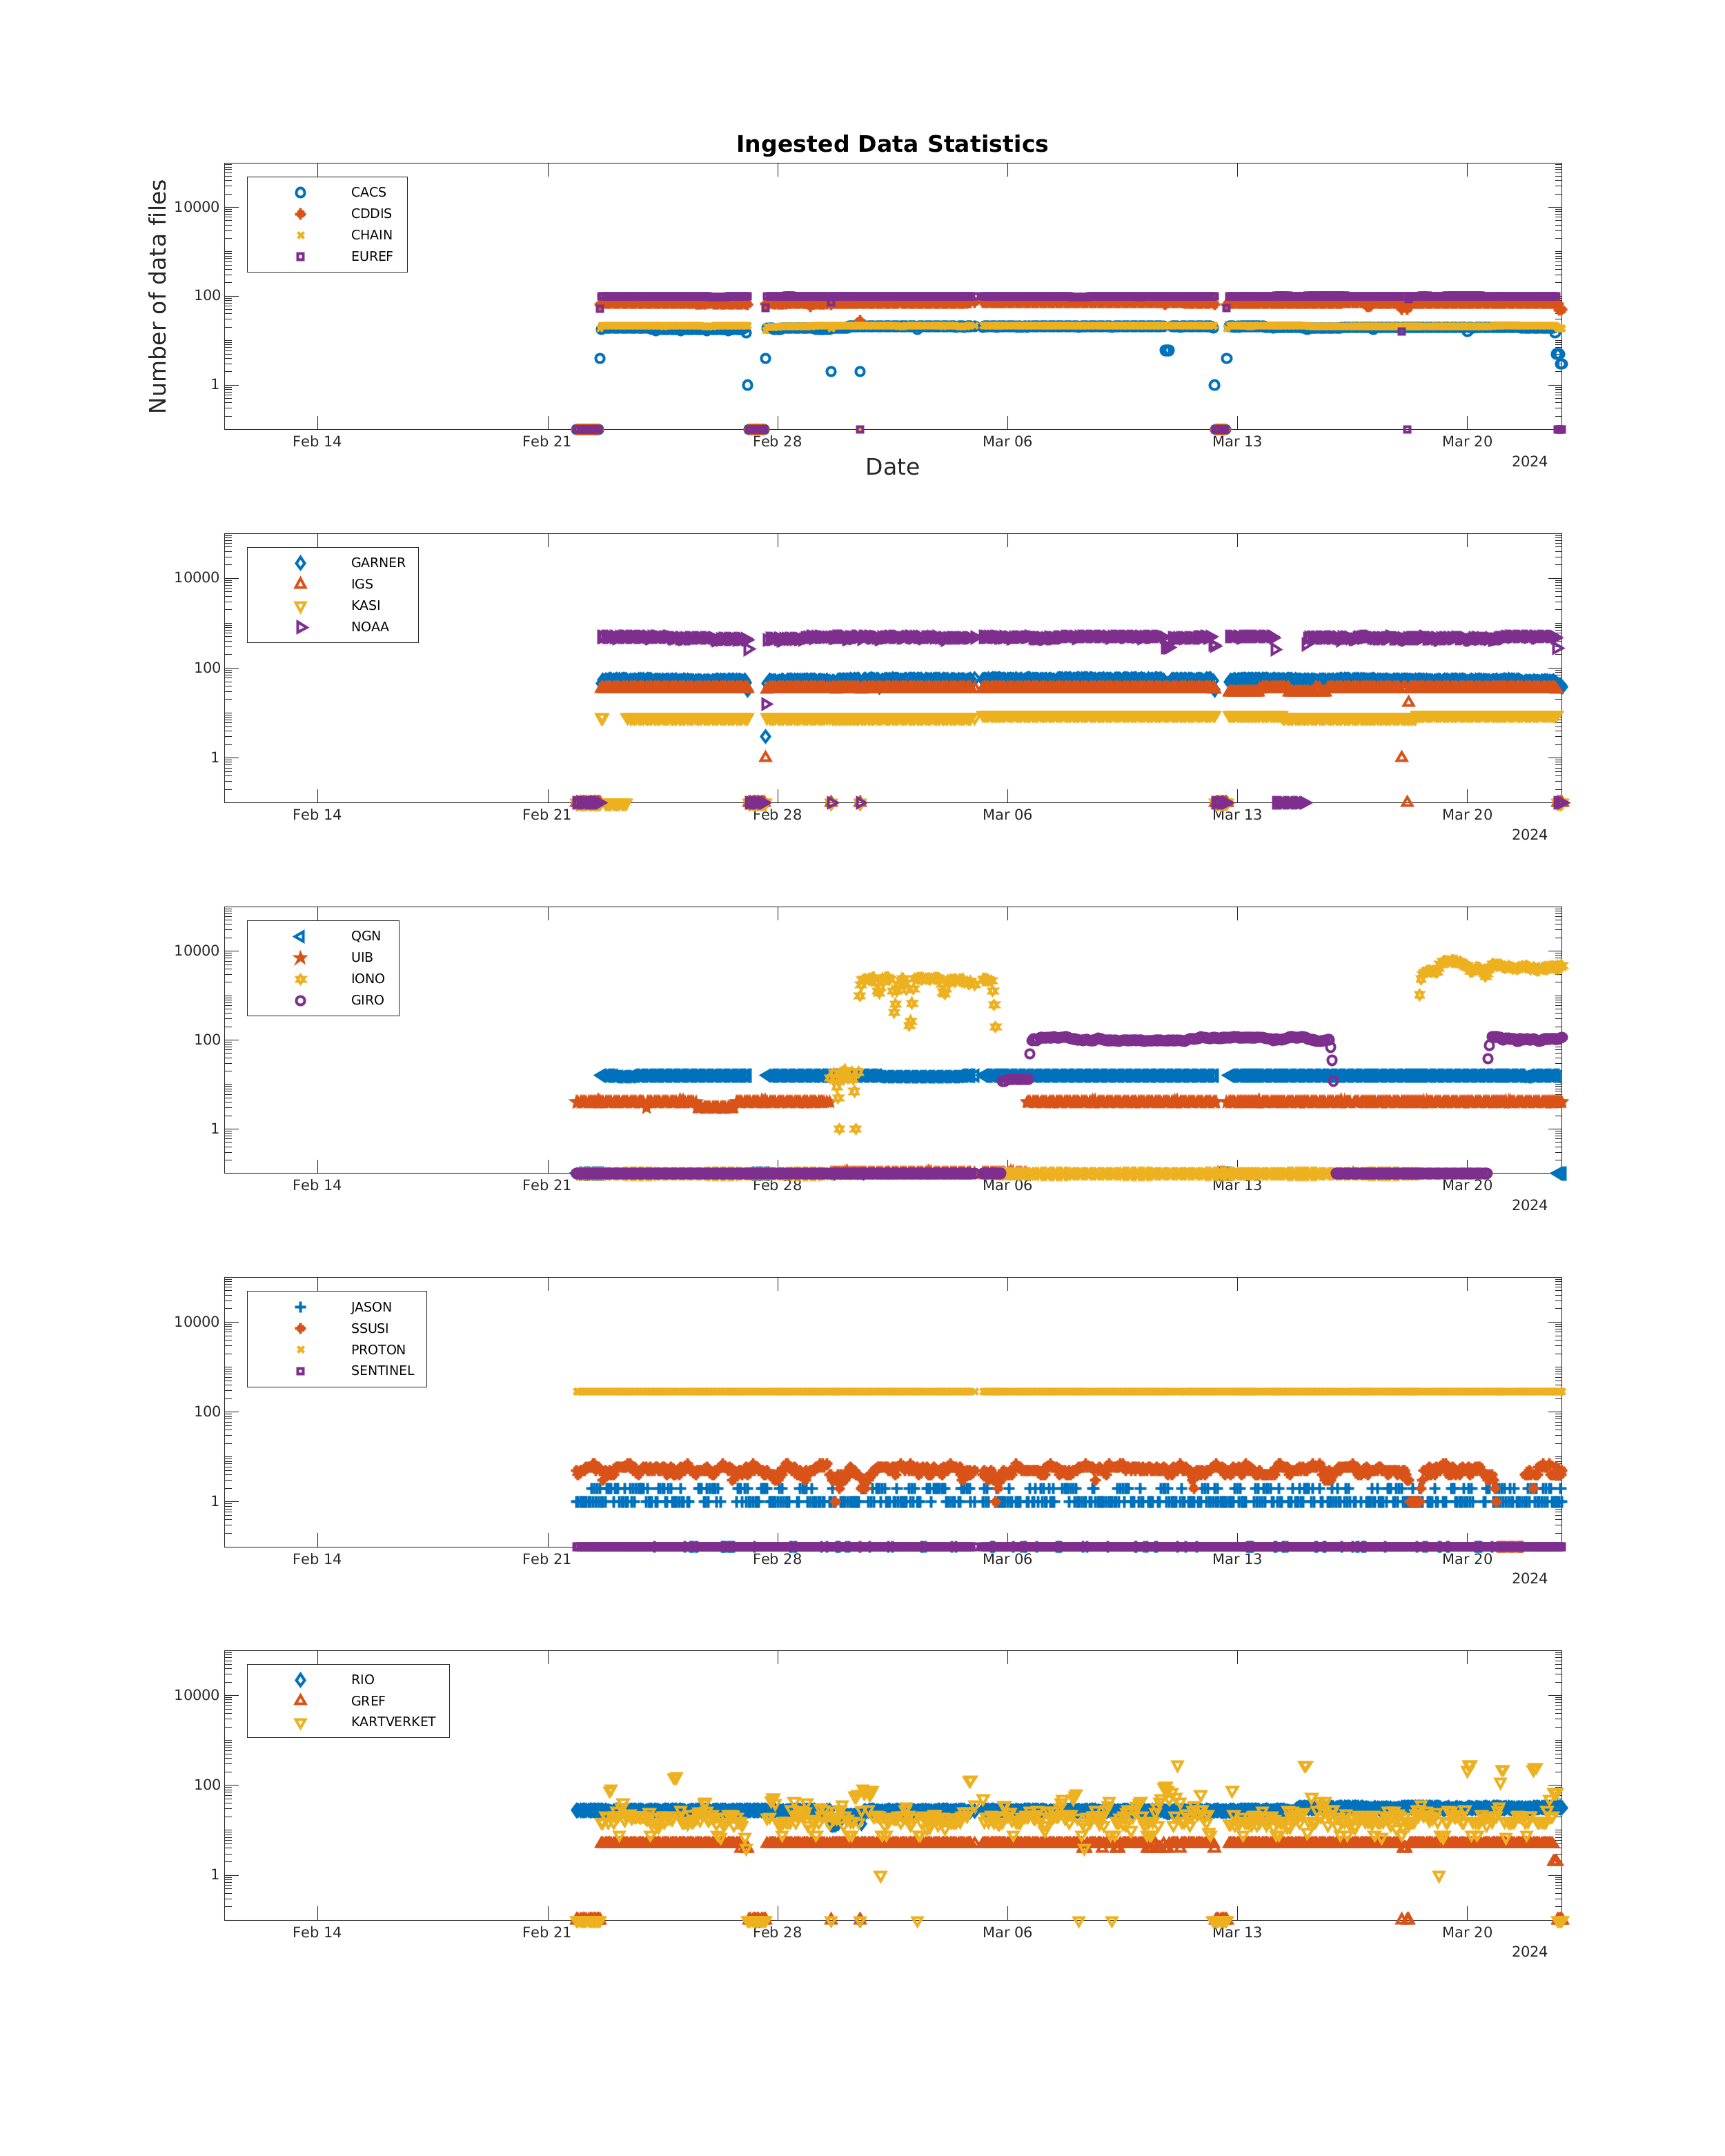 Ingested Data Statistics
Number of data files
CACS
CDDIS
CHAIN
EUREF
10000
100
1
Feb 14 Feb 21 Feb 28 Mar 06 Mar 13 Mar 20
2024
Date
GARNER
IGS
KASI
NOAA
10000
100
1
Feb 14 Feb 21 Feb 28 Mar 06 Mar 13 Mar 20
2024
QGN
UIB
IONO
GIRO
10000
100
1
Feb 14 Feb 21 Feb 28 Mar 06 Mar 13 Mar 20
2024
JASON
SSUSI
PROTON
SENTINEL
10000
100
1
Feb 14 Feb 21 Feb 28 Mar 06 Mar 13 Mar 20
2024
RIO
GREF
KARTVERKET
10000
100
1
Feb 14 Feb 21 Feb 28 Mar 06 Mar 13 Mar 20
2024